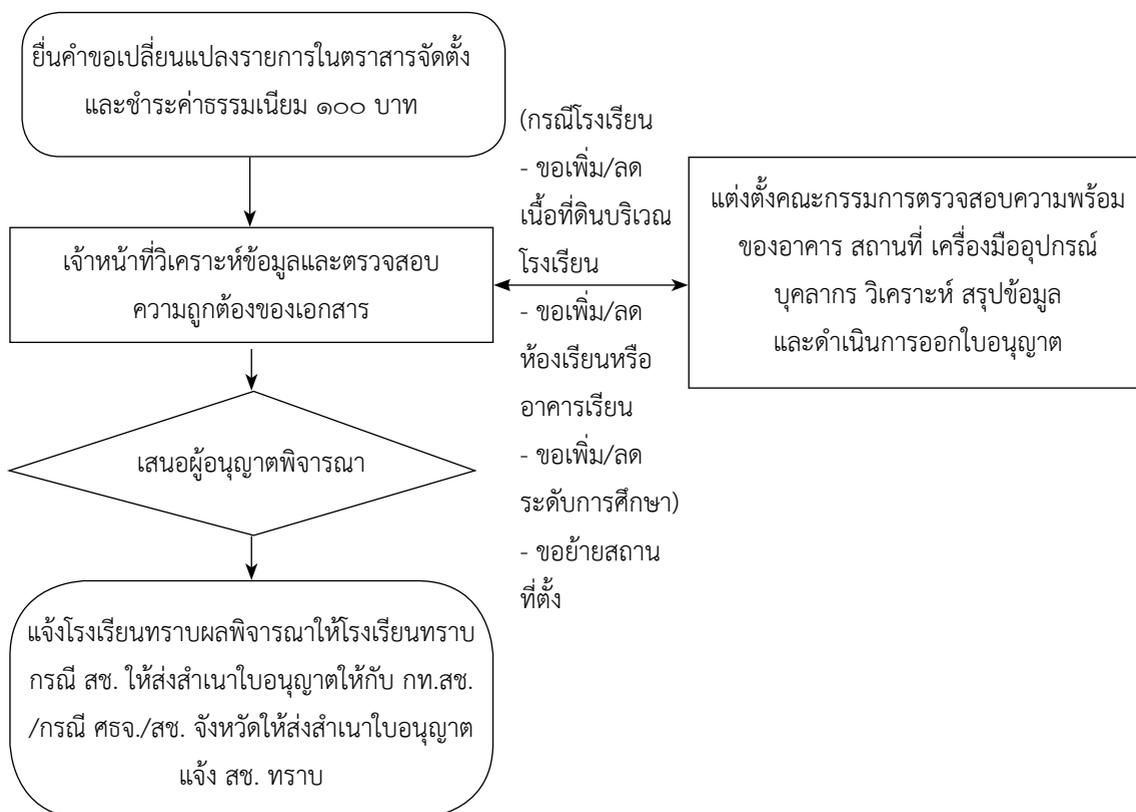 ยื่นคำขอเปลี่ยนแปลงรายการในตราสารจัดตั้ง
และชำระค่าธรรมเนียม ๑๐๐ บาท
เจ้าหน้าที่วิเคราะห์ข้อมูลและตรวจสอบ
ความถูกต้องของเอกสาร
(กรณีโรงเรียน
- ขอเพิ่ม/ลด
เนื้อที่ดินบริเวณ
โรงเรียน
- ขอเพิ่ม/ลด
ห้องเรียนหรือ
อาคารเรียน
- ขอเพิ่ม/ลด
ระดับการศึกษา)
- ขอย้ายสถาน
ที่ตั้ง
แต่งตั้งคณะกรรมการตรวจสอบความพร้อม
ของอาคาร สถานที่ เครื่องมืออุปกรณ์
บุคลากร วิเคราะห์ สรุปข้อมูล
และดำเนินการออกใบอนุญาต
เสนอผู้อนุญาตพิจารณา
แจ้งโรงเรียนทราบผลพิจารณาให้โรงเรียนทราบ
กรณี สช. ให้ส่งสำเนาใบอนุญาตให้กับ กท.สช.
/กรณี ศธจ./สช. จังหวัดให้ส่งสำเนาใบอนุญาต
แจ้ง สช. ทราบ